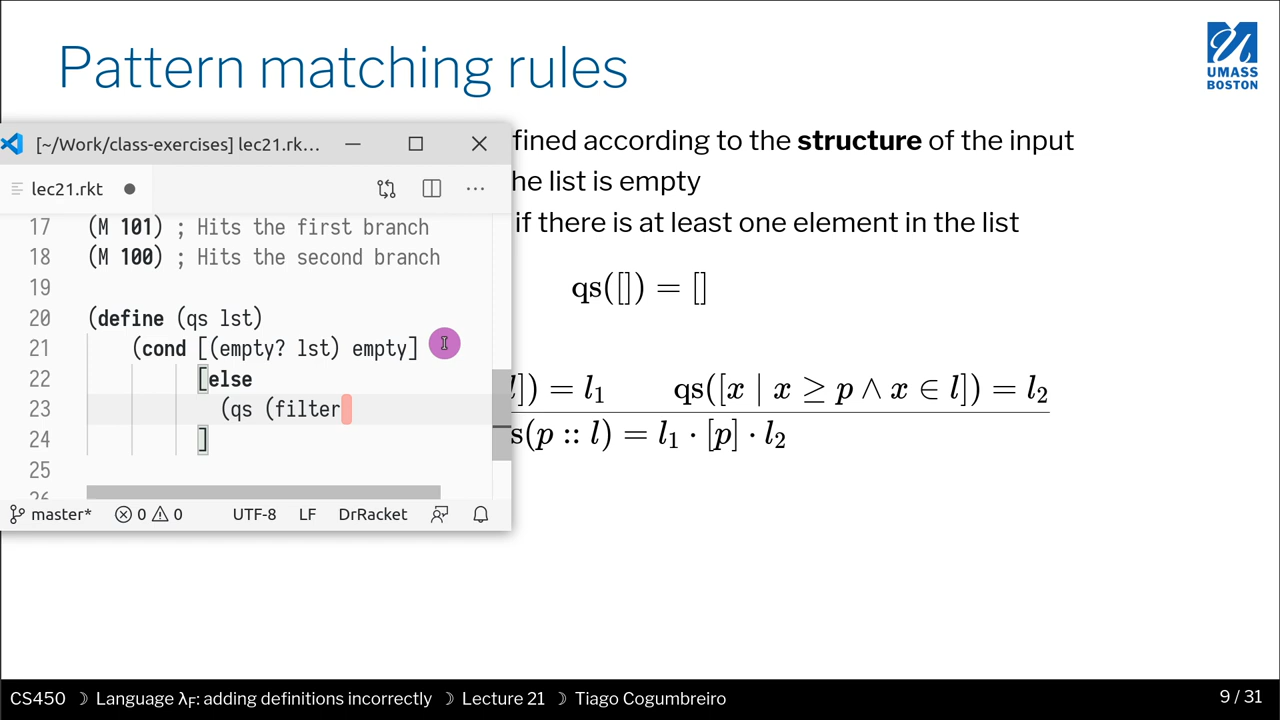 Pattern matching rules
UMASS
BOSTON
fined according to the structure of the input
he list is empty
if there is at least one element in the list
qs([]) = []
l]) = l₁ qs([x | x ≥ p ∧ x ∈ l]) = l₂
s(p :: l) = l₁ · [p] · l₂
[~/Work/class-exercises] lec21.rk...
lec21.rkt
17 (M 101) ; Hits the first branch
18 (M 100) ; Hits the second branch
19
20 (define (qs lst)
21 (cond [(empty? lst) empty]
22 [else
23 (qs (filter
24 ]
25
26
master* 0 0 UTF-8 LF DrRacket
CS450 ☽ Language λF: adding definitions incorrectly ☽ Lecture 21 ☽ Tiago Cogumbreiro 9 / 31